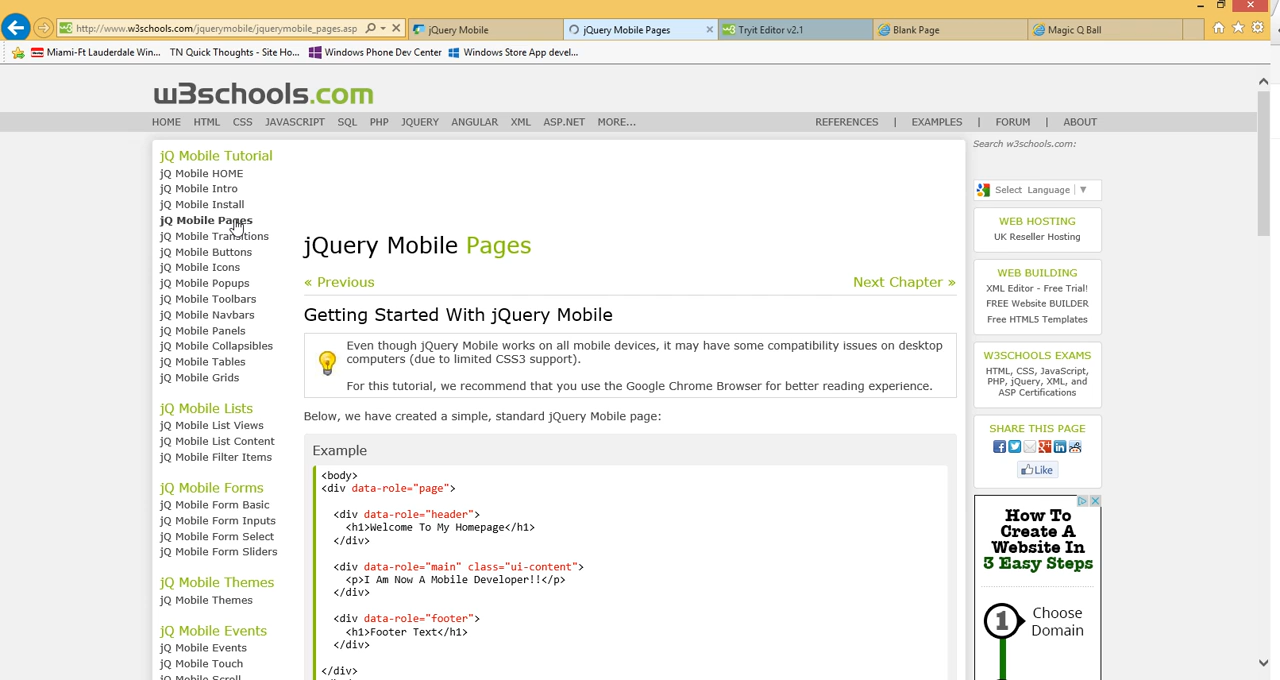 http://www.w3schools.com/jquerymobile/jquerymobile_pages.asp
jQuery Mobile
jQuery Mobile Pages
Tryit Editor v2.1
Blank Page
Magic Q Ball
Miami-Ft Lauderdale Win...
TN Quick Thoughts - Site Ho...
Windows Phone Dev Center
Windows Store App devel...
w3schools.com
HOME HTML CSS JAVASCRIPT SQL PHP JQUERY ANGULAR XML ASP.NET MORE...
REFERENCES | EXAMPLES | FORUM | ABOUT
jQ Mobile Tutorial
jQ Mobile HOME
jQ Mobile Intro
jQ Mobile Install
jQ Mobile Pages
jQ Mobile Transitions
jQ Mobile Buttons
jQ Mobile Icons
jQ Mobile Popups
jQ Mobile Toolbars
jQ Mobile Navbars
jQ Mobile Panels
jQ Mobile Collapsibles
jQ Mobile Tables
jQ Mobile Grids
jQ Mobile Lists
jQ Mobile List Views
jQ Mobile List Content
jQ Mobile Filter Items
jQ Mobile Forms
jQ Mobile Form Basic
jQ Mobile Form Inputs
jQ Mobile Form Select
jQ Mobile Form Sliders
jQ Mobile Themes
jQ Mobile Themes
jQ Mobile Events
jQ Mobile Events
jQ Mobile Touch
jQ Mobile Scroll
jQuery Mobile Pages
« Previous
Next Chapter »
Getting Started With jQuery Mobile
Even though jQuery Mobile works on all mobile devices, it may have some compatibility issues on desktop
computers (due to limited CSS3 support).
For this tutorial, we recommend that you use the Google Chrome Browser for better reading experience.
Below, we have created a simple, standard jQuery Mobile page:
Example
<body>
<div data-role="page">
<div data-role="header">
<h1>Welcome To My Homepage</h1>
</div>
<div data-role="main" class="ui-content">
<p>I Am Now A Mobile Developer!!</p>
</div>
<div data-role="footer">
<h1>Footer Text</h1>
</div>
</div>
Search w3schools.com:
Select Language | ▼
WEB HOSTING
UK Reseller Hosting
WEB BUILDING
XML Editor - Free Trial!
FREE Website BUILDER
Free HTML5 Templates
W3SCHOOLS EXAMS
HTML, CSS, JavaScript,
PHP, jQuery, XML, and
ASP Certifications
SHARE THIS PAGE
Like
How To
Create A
Website In
3 Easy Steps
1
Choose
Domain